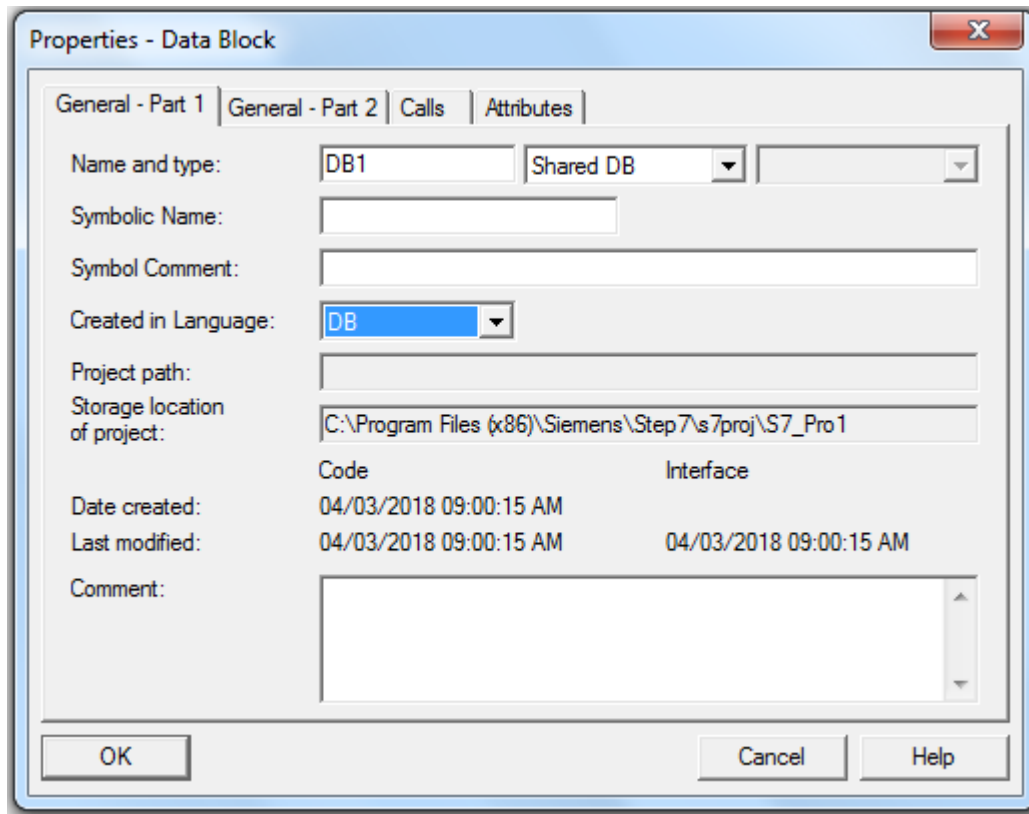 Properties - Data Block
General - Part 1 General - Part 2 Calls Attributes
Name and type: DB1 Shared DB
Symbolic Name:
Symbol Comment:
Created in Language: DB
Project path:
Storage location
of project: C:\Program Files (x86)\Siemens\Step7\s7proj\S7_Pro1
Code Interface
Date created: 04/03/2018 09:00:15 AM
Last modified: 04/03/2018 09:00:15 AM 04/03/2018 09:00:15 AM
Comment:
OK Cancel Help